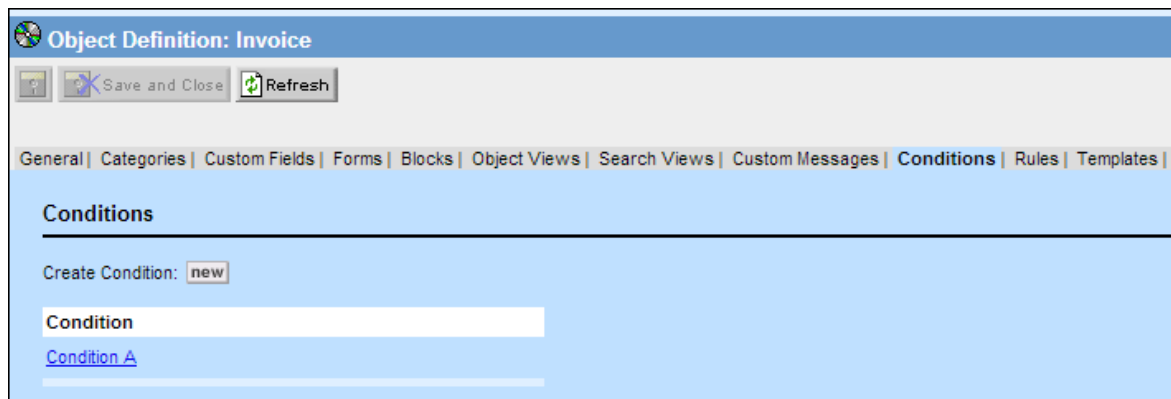 Object Definition: Invoice
Save and Close Refresh
General | Categories | Custom Fields | Forms | Blocks | Object Views | Search Views | Custom Messages | Conditions | Rules | Templates |
Conditions
Create Condition: new
Condition
Condition A